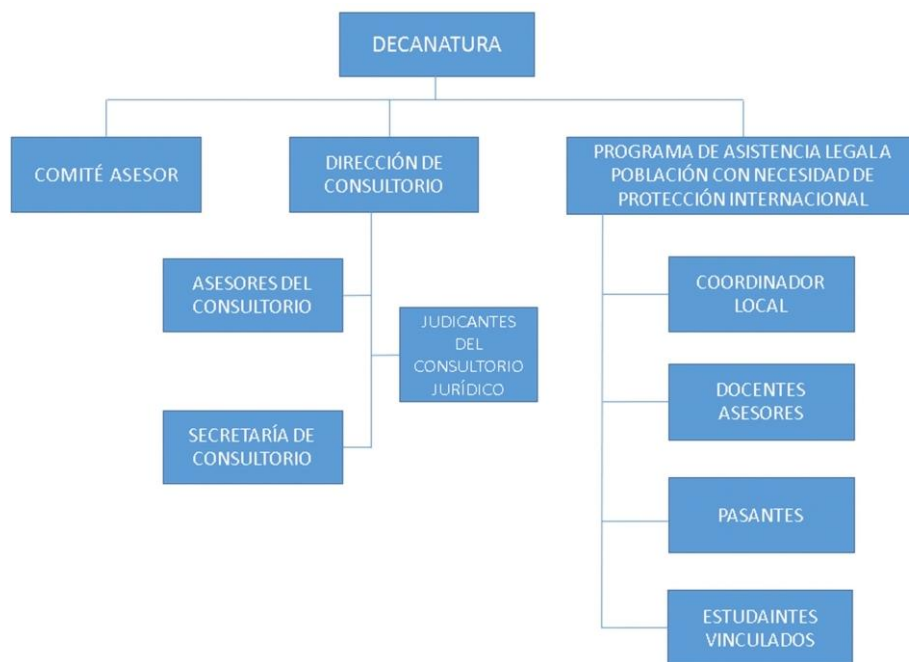 DECANATURA
COMITÉ ASESOR
DIRECCIÓN DE
CONSULTORIO
PROGRAMA DE ASISTENCIA LEGAL A
POBLACIÓN CON NECESIDAD DE
PROTECCIÓN INTERNACIONAL
ASESORES DEL
CONSULTORIO
JUDICANTES
DEL
CONSULTORIO
JURÍDICO
SECRETARÍA DE
CONSULTORIO
COORDINADOR
LOCAL
DOCENTES
ASESORES
PASANTES
ESTUDAINTES
VINCULADOS